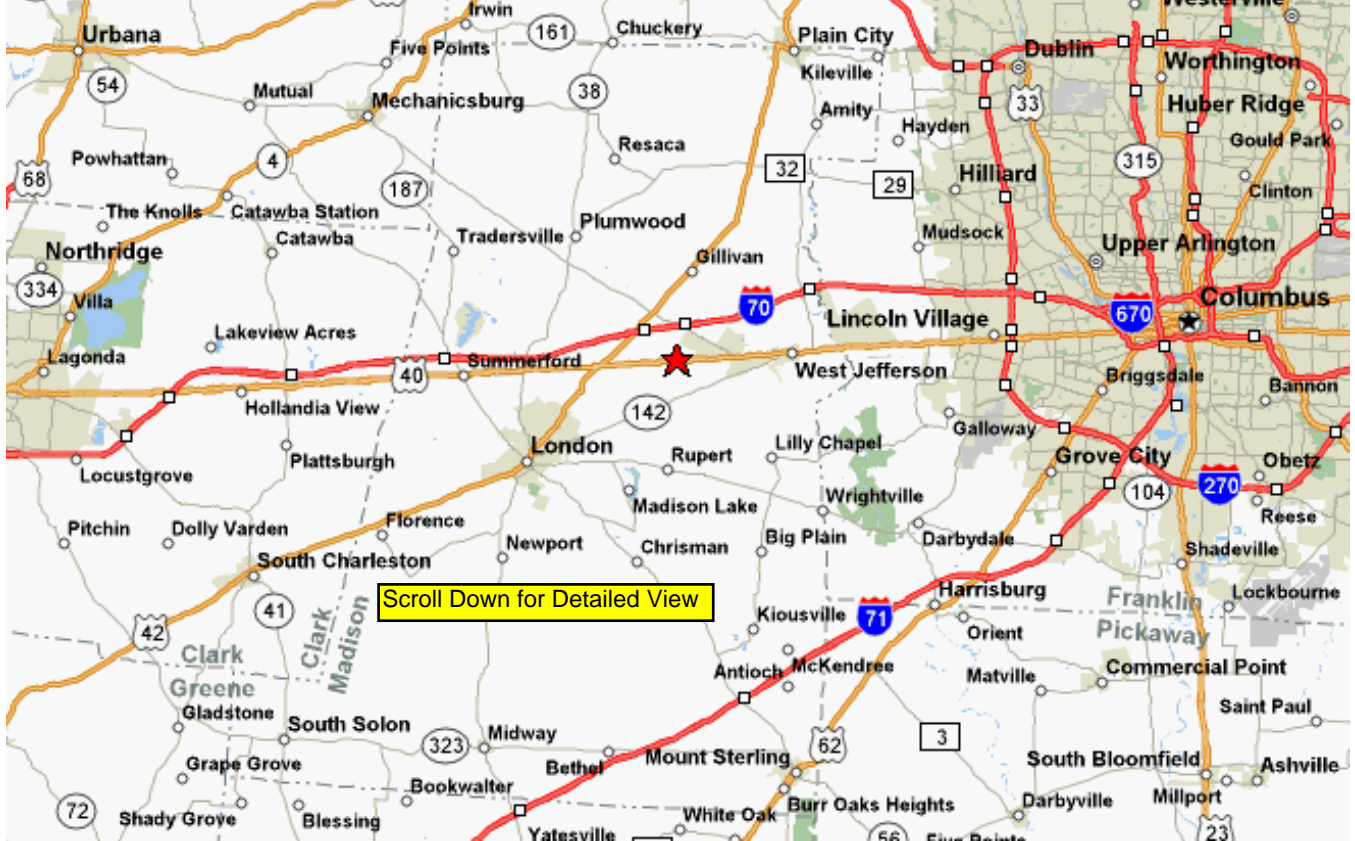 Irwin
Westerville
Urbana
161
Chuckery
Plain City
Five Points
Dublin
Worthington
Kileville
54
Mutual
38
Mechanicsburg
Amity
33
Huber Ridge
Hayden
Gould Park
Resaca
315
Powhattan
4
32
29
Hilliard
68
187
Clinton
The Knolls
Catawba Station
Plumwood
Tradersville
Catawba
Mudsock
Upper Arlington
Northridge
Gillivan
334
Villa
70
670
Columbus
Lincoln Village
Lakeview Acres
Lagonda
Summerford
40
West Jefferson
Briggsdale
Bannon
Hollandia View
142
Galloway
London
Lilly Chapel
Plattsburgh
Rupert
Grove City
Obetz
Locustgrove
104
270
Madison Lake
Wrightville
Reese
Pitchin
Dolly Varden
Florence
Newport
Chrisman
Big Plain
Darbydale
Shadeville
South Charleston
Scroll Down for Detailed View
41
Clark
Madison
Kiousville
71
Harrisburg
Franklin
Pickaway
Lockbourne
42
Orient
Clark
Greene
Antioch
McKendree
Matville
Commercial Point
Gladstone
South Solon
Saint Paul
323
Midway
62
3
Grape Grove
Bethel
Mount Sterling
South Bloomfield
Ashville
Bookwalter
72
Shady Grove
Blessing
White Oak
Burr Oaks Heights
Darbyville
Millport
Yatesville
56
Five Points
23